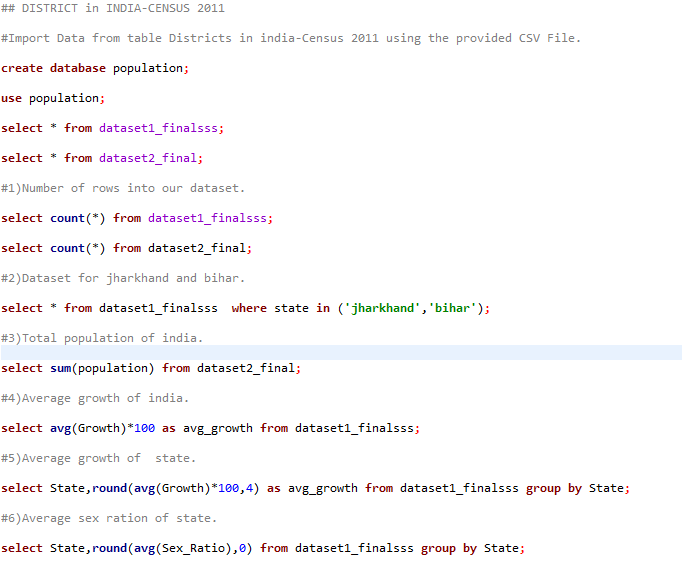 ## DISTRICT in INDIA-CENSUS 2011
#Import Data from table Districts in india-Census 2011 using the provided CSV File.
create database population;
use population;
select * from dataset1_finalsss;
select * from dataset2_final;
#1)Number of rows into our dataset.
select count(*) from dataset1_finalsss;
select count(*) from dataset2_final;
#2)Dataset for jharkhand and bihar.
select * from dataset1_finalsss  where state in ('jharkhand','bihar');
#3)Total population of india.
select sum(population) from dataset2_final;
#4)Average growth of india.
select avg(Growth)*100 as avg_growth from dataset1_finalsss;
#5)Average growth of  state.
select State,round(avg(Growth)*100,4) as avg_growth from dataset1_finalsss group by State;
#6)Average sex ration of state.
select State,round(avg(Sex_Ratio),0) from dataset1_finalsss group by State;